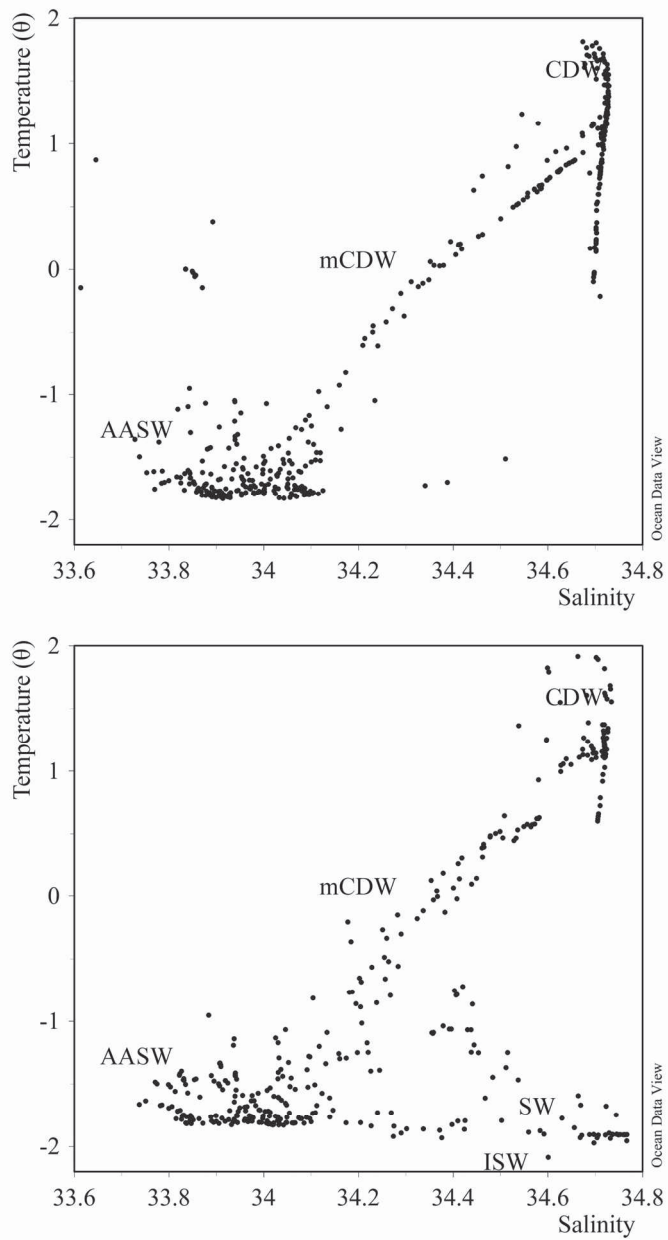 Temperature (θ)
2
1
0
-1
-2
CDW
mCDW
AASW
33.6
33.8
34
34.2
34.4
34.6
34.8
Salinity
Ocean Data View
Temperature (θ)
2
1
0
-1
-2
CDW
mCDW
AASW
SW
ISW
33.6
33.8
34
34.2
34.4
34.6
34.8
Salinity
Ocean Data View